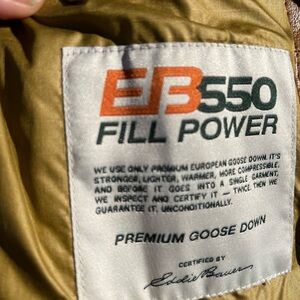 EB550
FILL POWER
WE USE ONLY PREMIUM EUROPEAN GOOSE DOWN. IT'S
STRONGER, LIGHTER, WARMER, MORE COMPRESSIBLE.
AND BEFORE IT GOES INTO A SINGLE GARMENT,
WE INSPECT AND CERTIFY IT — TWICE THEN WE
GUARANTEE IT. UNCONDITIONALLY.
PREMIUM GOOSE DOWN
CERTIFIED BY
Eddie Bauer